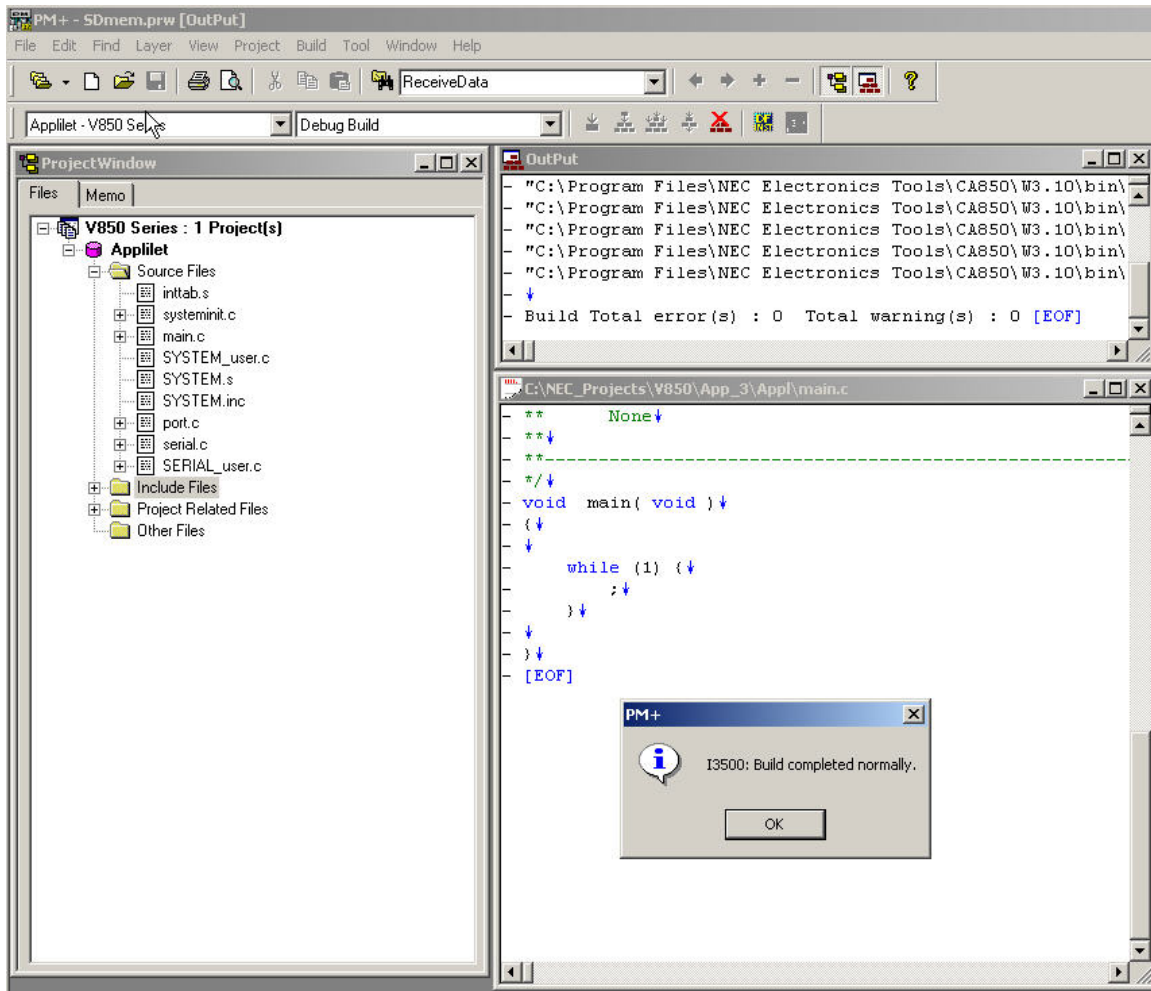 PM+ - SDmem.prw [OutPut]
File Edit Find Layer View Project Build Tool Window Help
ReceiveData
Applilet - V850 Se s
Debug Build
ProjectWindow
Files
Memo
V850 Series : 1 Project(s)
Applilet
Source Files
inttab.s
systeminit.c
main.c
SYSTEM_user.c
SYSTEM.s
SYSTEM.inc
port.c
serial.c
SERIAL_user.c
Include Files
Project Related Files
Other Files
OutPut
- "C:\Program Files\NEC Electronics Tools\CA850\W3.10\bin\
- "C:\Program Files\NEC Electronics Tools\CA850\W3.10\bin\
- "C:\Program Files\NEC Electronics Tools\CA850\W3.10\bin\
- "C:\Program Files\NEC Electronics Tools\CA850\W3.10\bin\
- "C:\Program Files\NEC Electronics Tools\CA850\W3.10\bin\
- ↓
- Build Total error(s) : 0 Total warning(s) : 0 [EOF]
C:\NEC_Projects\V850\App_3\Appl\main.c
- ** None↓
- **↓
- **-----------------------------------------------------------------------
- */↓
- void main( void )↓
- {↓
- ↓
- while (1) {↓
- ;↓
- }↓
- ↓
- }↓
- [EOF]
PM+
I3500: Build completed normally.
OK